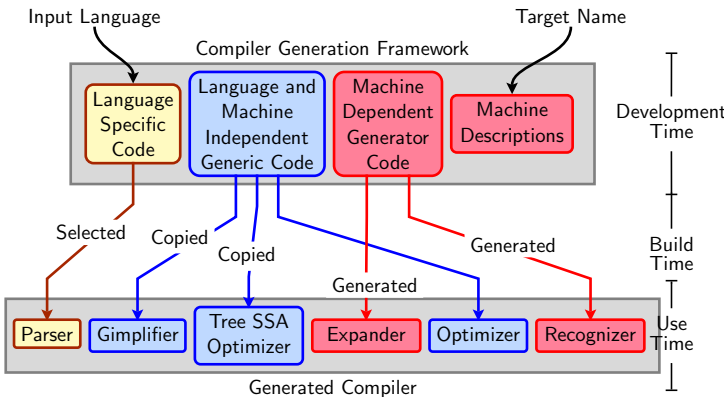 Input Language
Target Name
Compiler Generation Framework
Language
Specific
Code
Language and
Machine
Independent
Generic Code
Machine
Dependent
Generator
Code
Machine
Descriptions
Development
Time
Selected
Copied
Copied
Generated
Generated
Build
Time
Parser
Gimplifier
Tree SSA
Optimizer
Expander
Optimizer
Recognizer
Use
Time
Generated Compiler